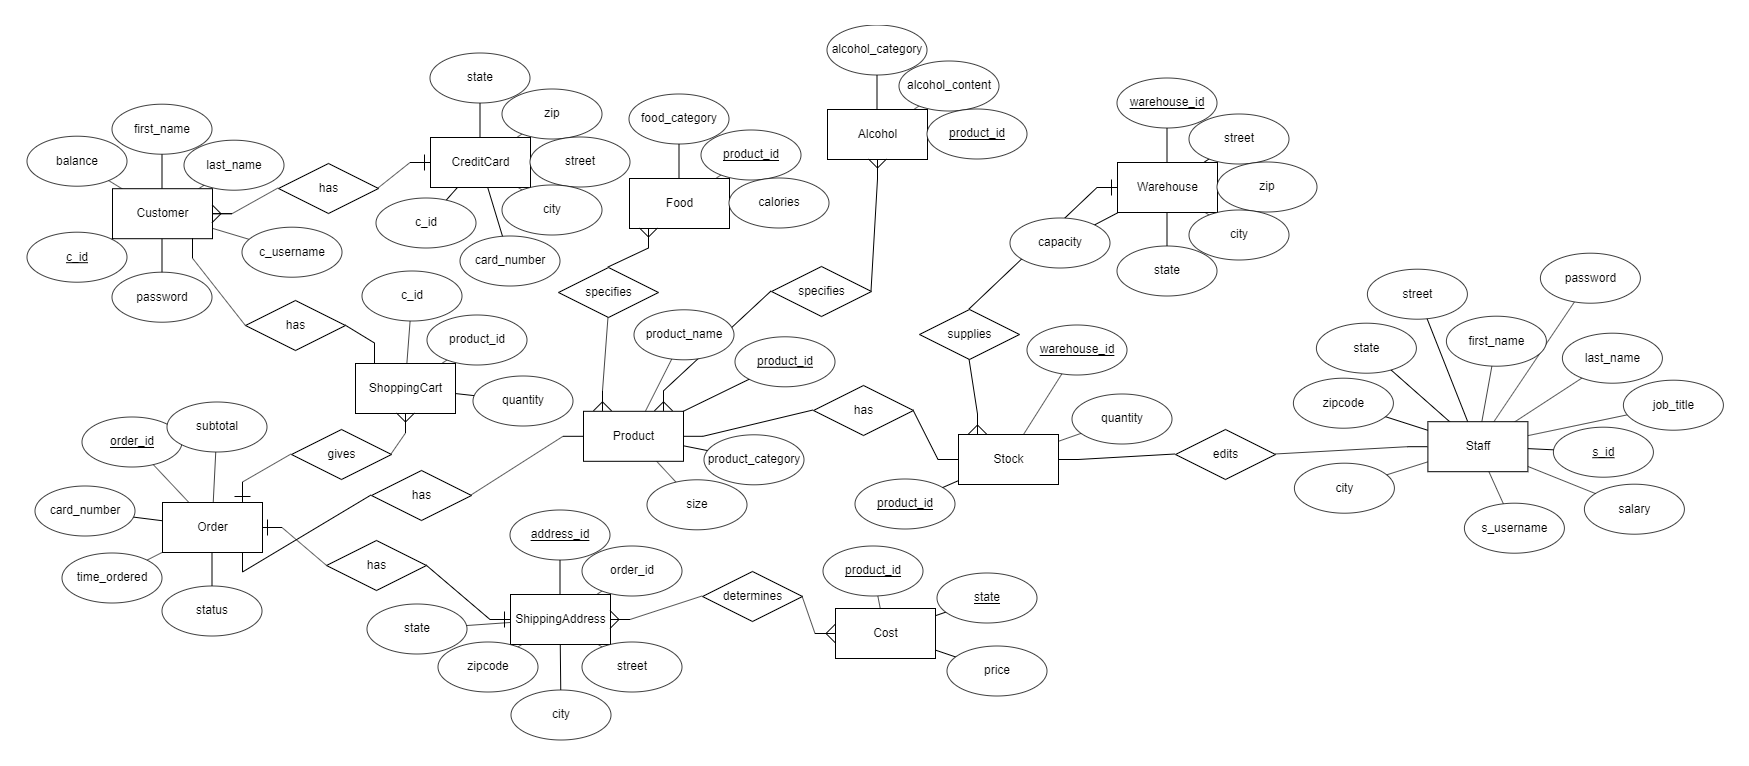 alcohol_category
state
alcohol_content
zip
warehouse_id
food_category
first_name
Alcohol
product_id
street
balance
last_name
CreditCard
street
product_id
has
Warehouse
zip
Customer
city
Food
calories
c_id
c_username
card_number
capacity
city
c_id
password
state
c_id
specifies
specifies
password
street
has
product_id
product_name
supplies
first_name
state
last_name
warehouse_id
product_id
ShoppingCart
quantity
zipcode
job_title
subtotal
has
quantity
order_id
gives
Product
product_category
Stock
edits
Staff
s_id
has
city
card_number
size
product_id
salary
Order
address_id
s_username
time_ordered
has
order_id
product_id
status
determines
state
state
ShippingAddress
Cost
zipcode
street
price
city